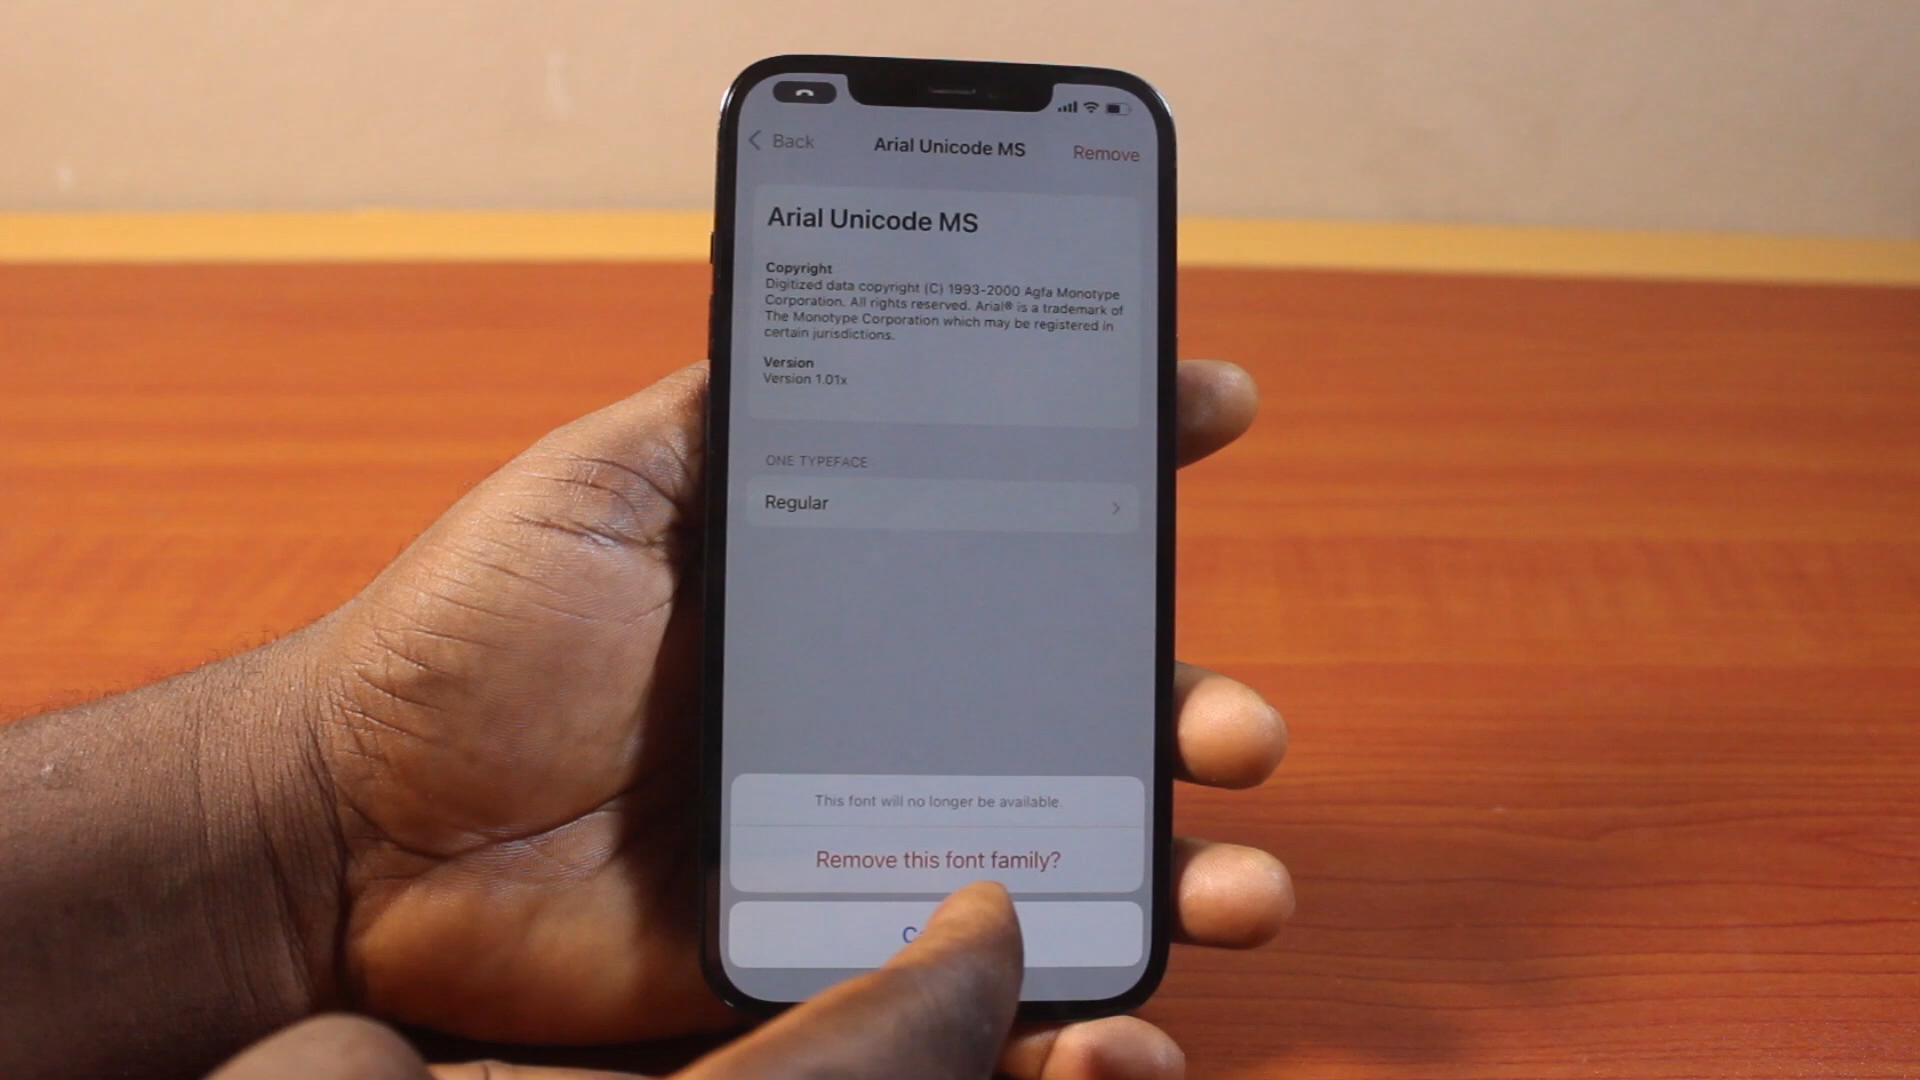 Back
Arial Unicode MS
Remove
Arial Unicode MS
Copyright
Digitized data copyright (C) 1993-2000 Agfa Monotype
Corporation. All rights reserved. Arial® is a trademark of
The Monotype Corporation which may be registered in
certain jurisdictions.
Version
Version 1.01x
ONE TYPEFACE
Regular
This font will no longer be available.
Remove this font family?